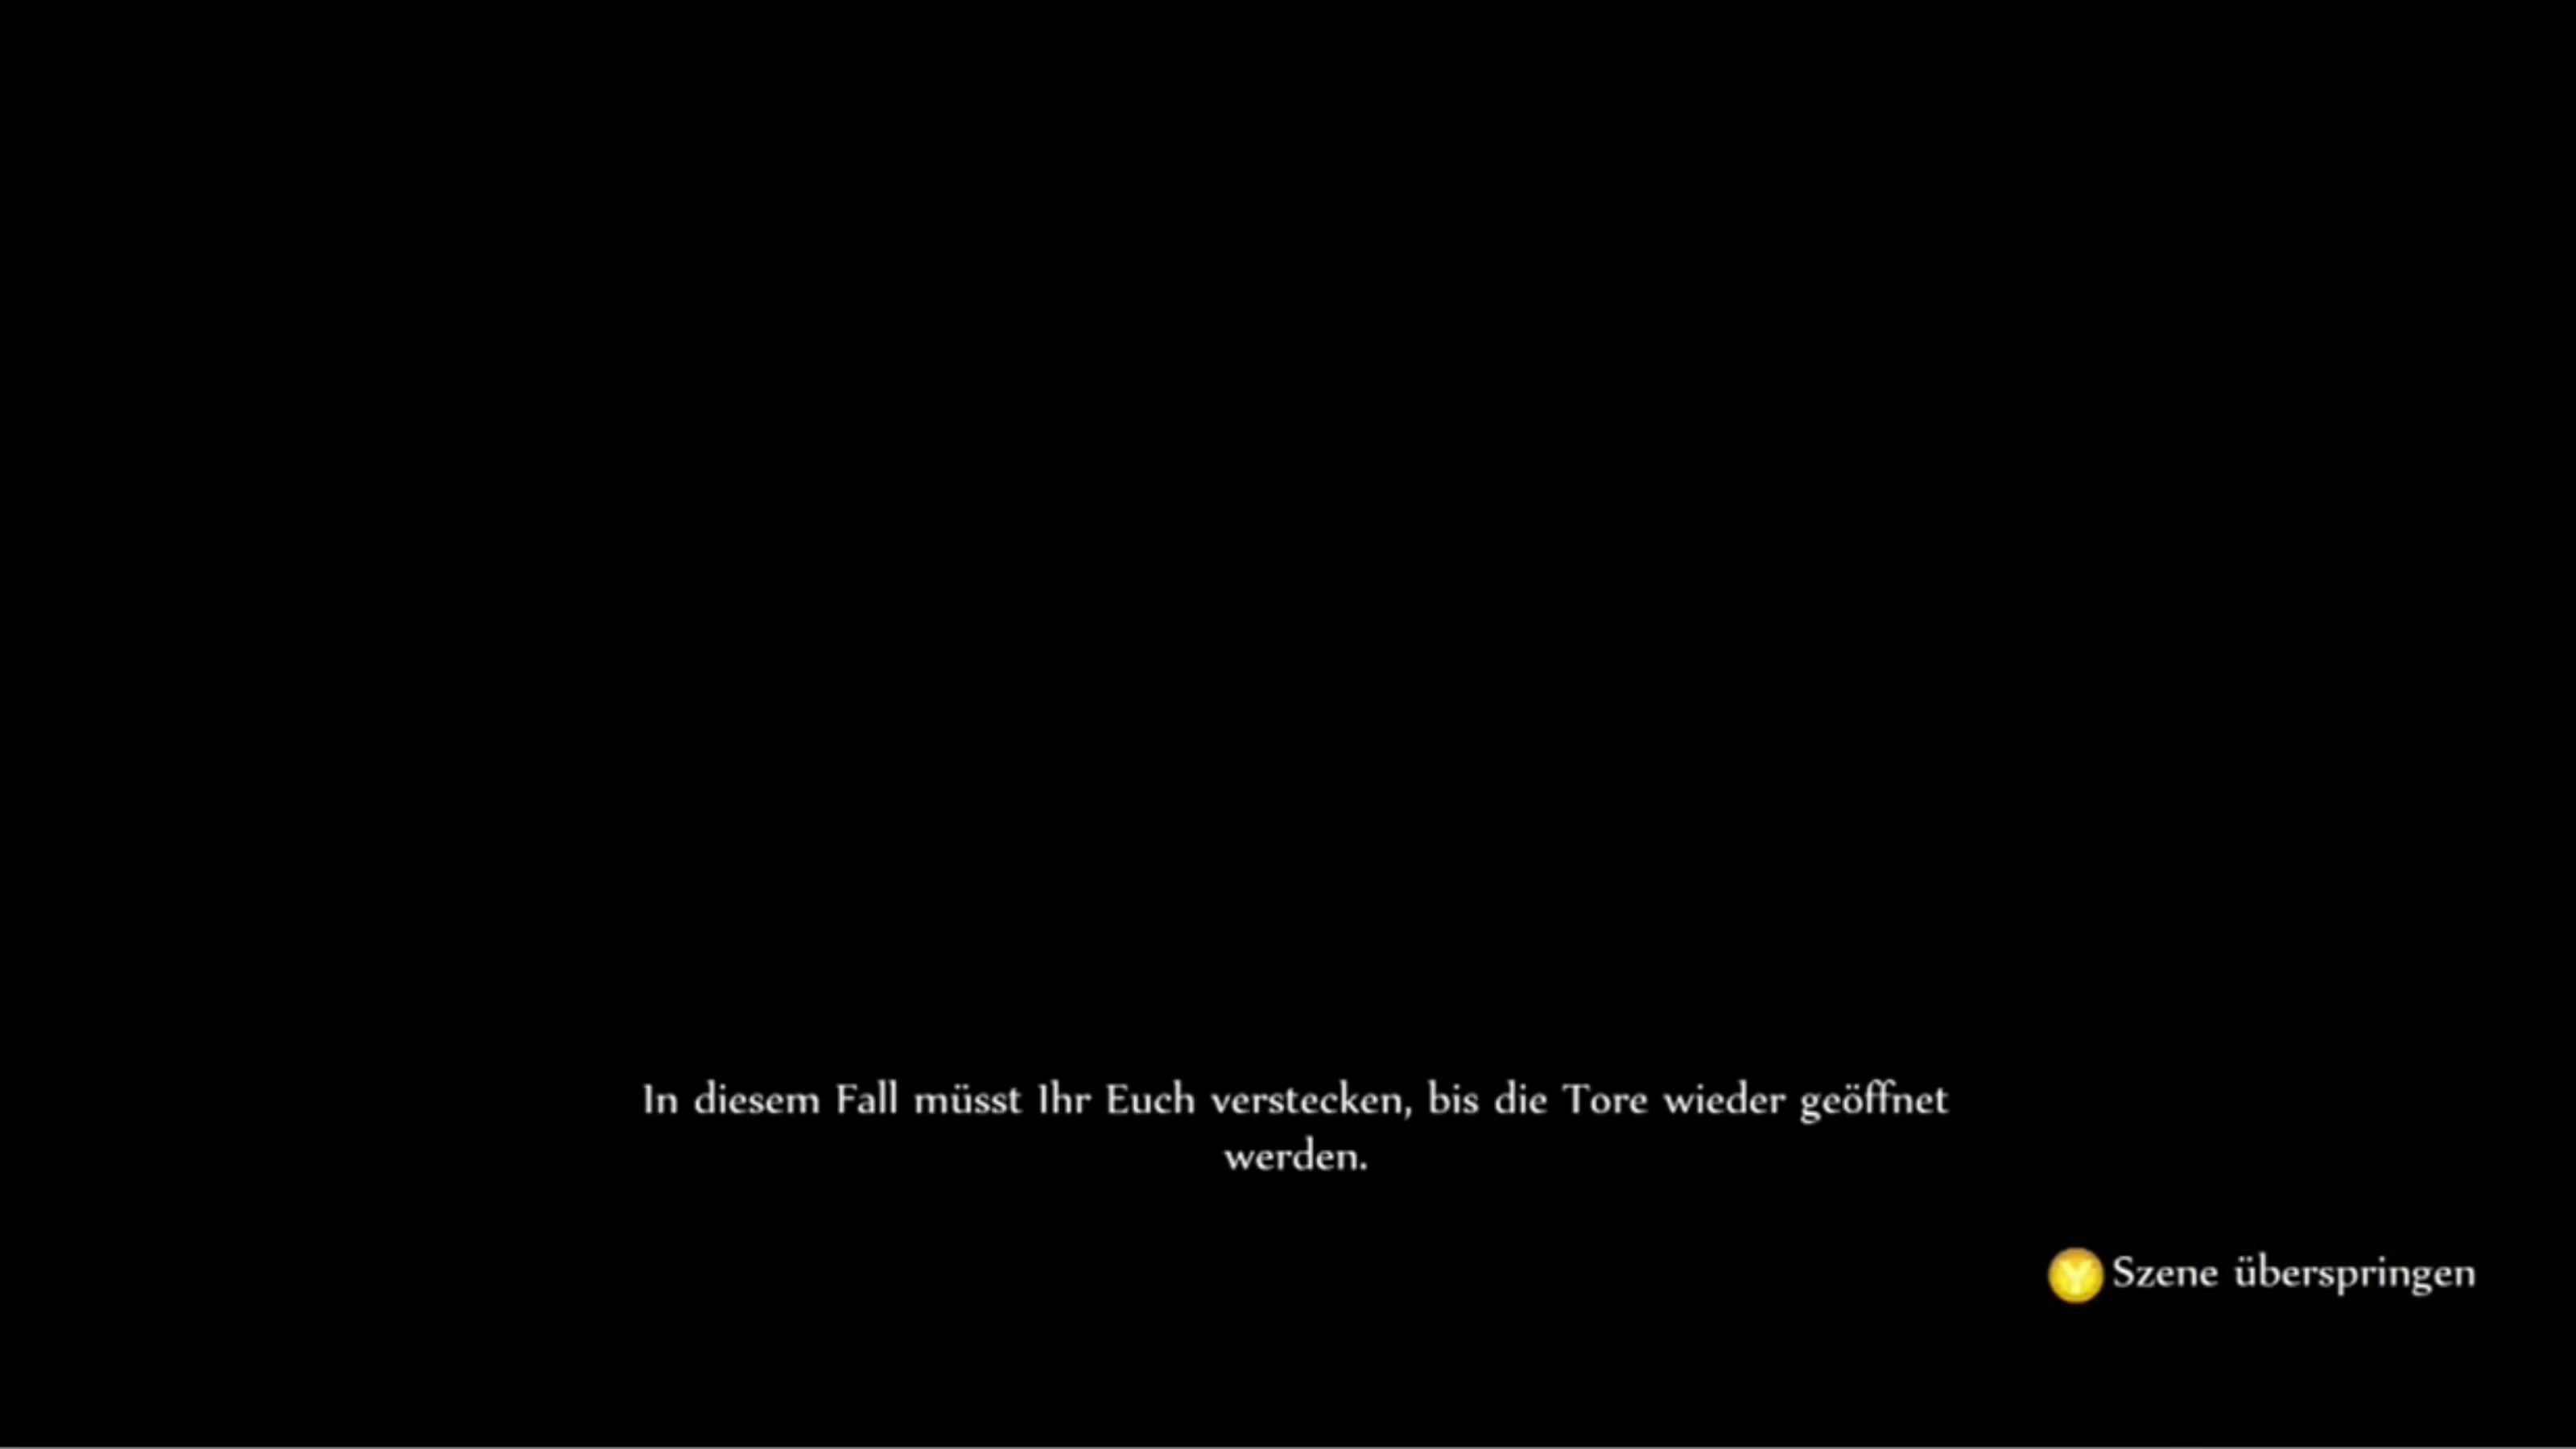 In diesem Fall müsst Ihr Euch verstecken, bis die Tore wieder geöffnet
werden.
Y Szene überspringen